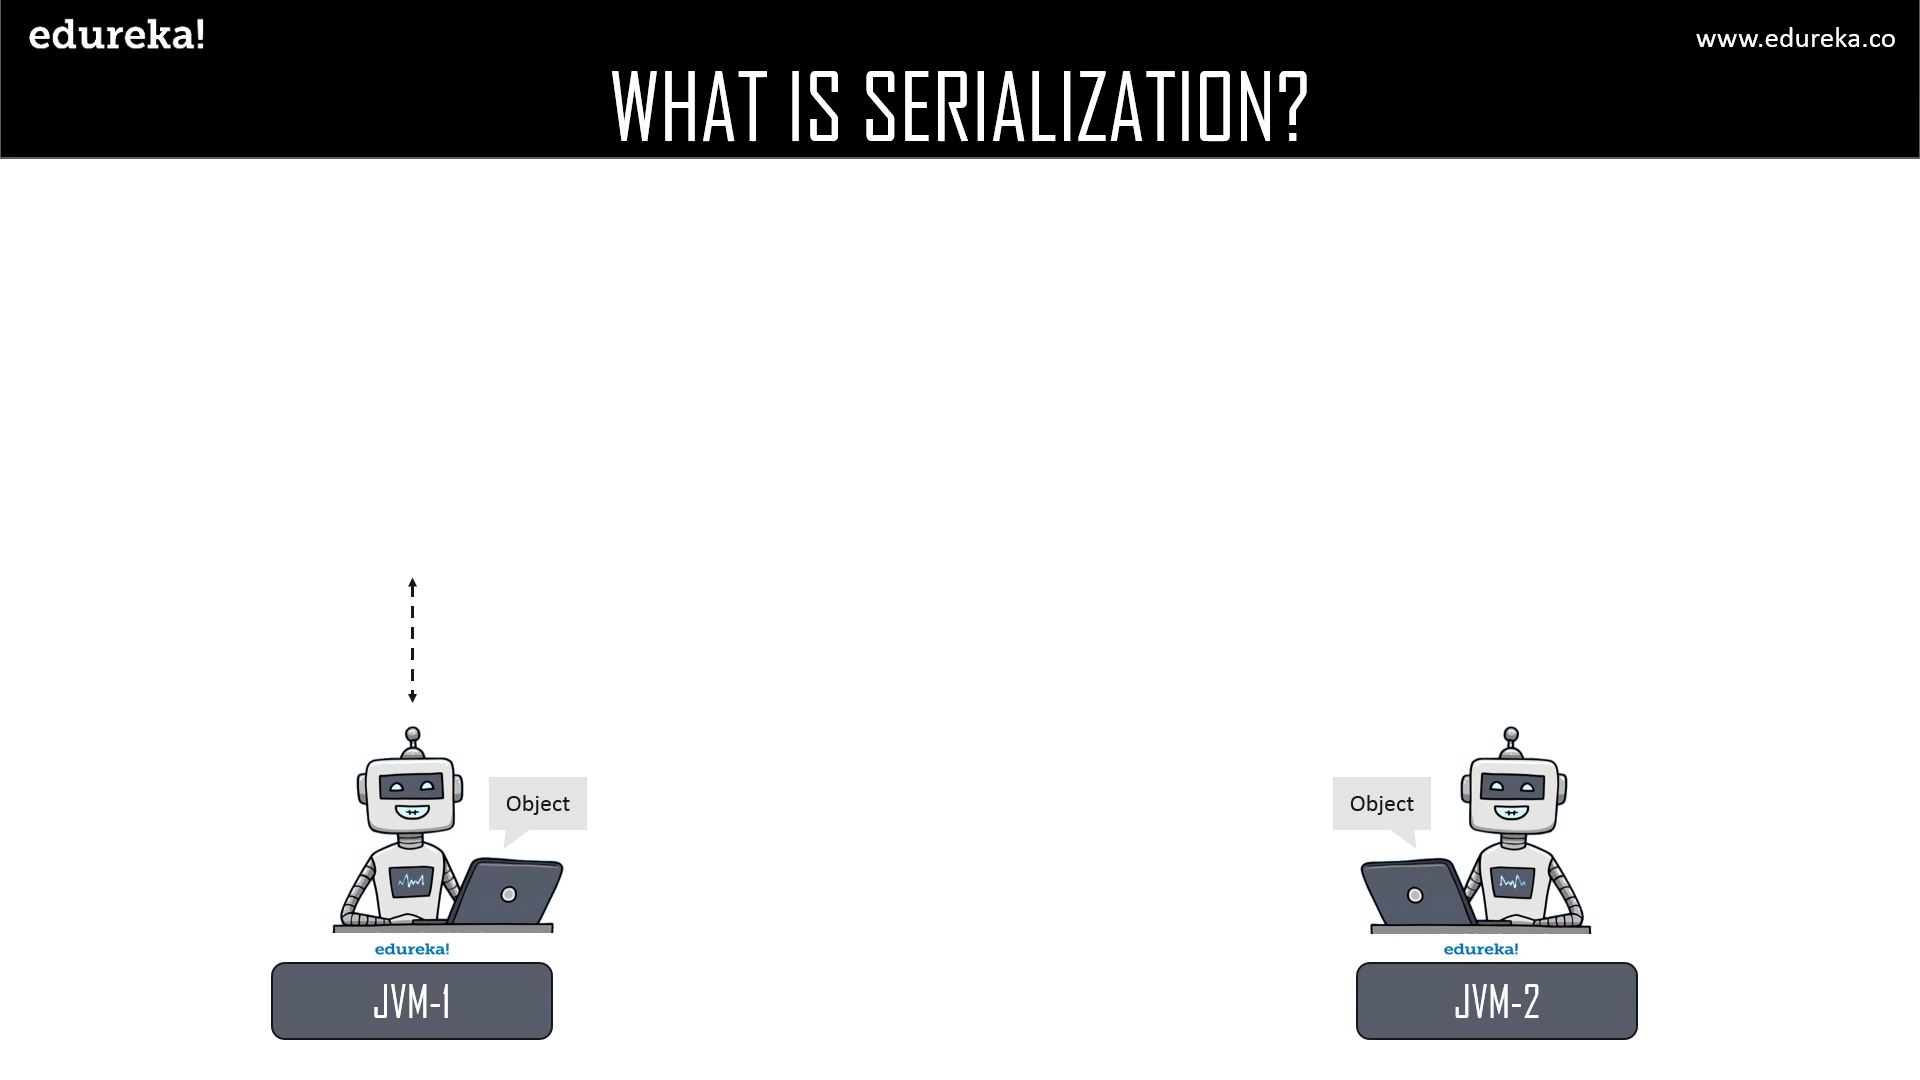 edureka!
www.edureka.co
WHAT IS SERIALIZATION?
Object
Object
edureka!
edureka!
JVM-1
JVM-2